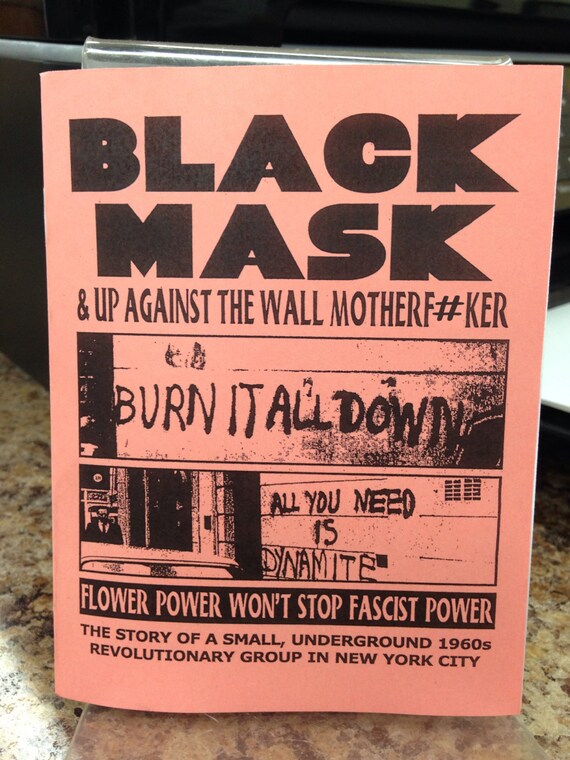 BLACK
MASK
& UP AGAINST THE WALL MOTHERF#KER
BURN IT ALL DOWN
ALL YOU NEED
IS
DYNAMITE
FLOWER POWER WON'T STOP FASCIST POWER
THE STORY OF A SMALL, UNDERGROUND 1960s
REVOLUTIONARY GROUP IN NEW YORK CITY